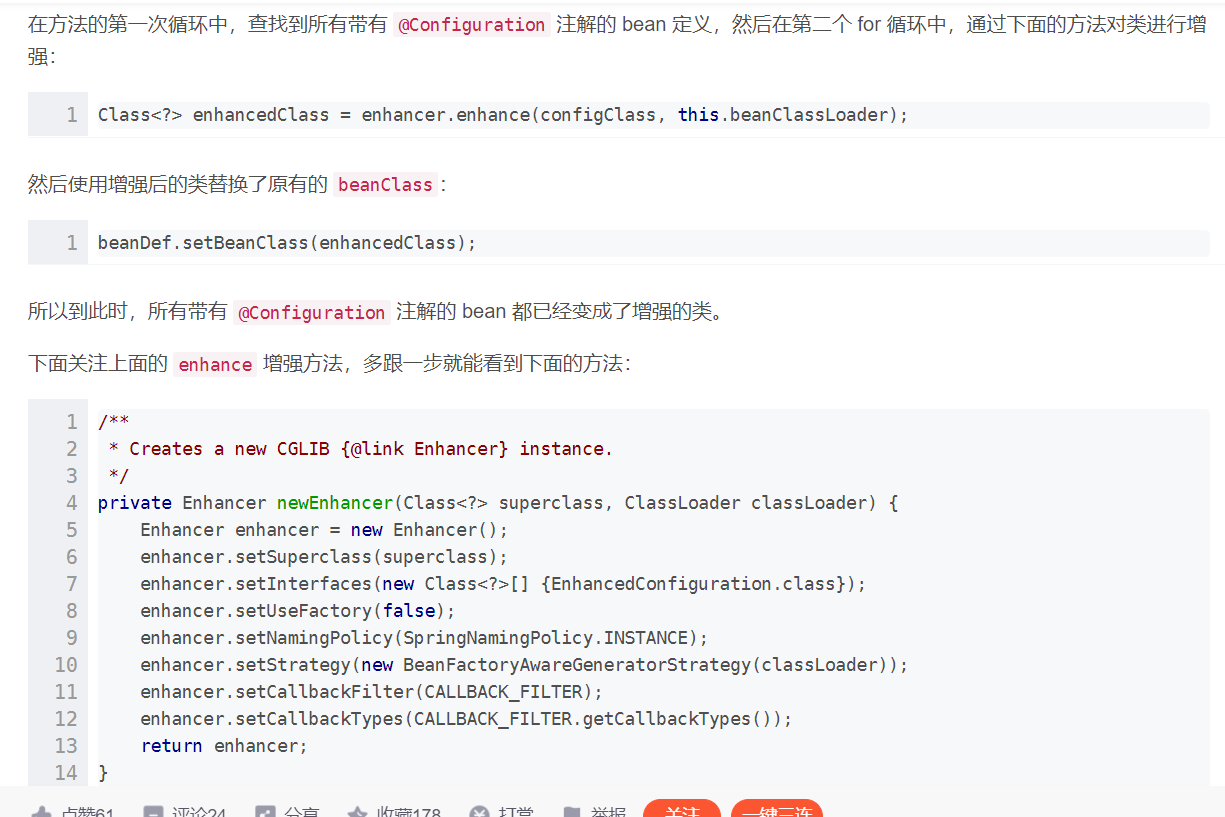 在方法的第一次循环中，查找到所有带有 @Configuration 注解的 bean 定义，然后在第二个 for 循环中，通过下面的方法对类进行增
强：
1 Class<?> enhancedClass = enhancer.enhance(configClass, this.beanClassLoader);
然后使用增强后的类替换了原有的 beanClass：
1 beanDef.setBeanClass(enhancedClass);
所以到此时，所有带有 @Configuration 注解的 bean 都已经变成了增强的类。
下面关注上面的 enhance 增强方法，多跟一步就能看到下面的方法：
1 /**
2  * Creates a new CGLIB {@link Enhancer} instance.
3  */
4 private Enhancer newEnhancer(Class<?> superclass, ClassLoader classLoader) {
5     Enhancer enhancer = new Enhancer();
6     enhancer.setSuperclass(superclass);
7     enhancer.setInterfaces(new Class<?>[] {EnhancedConfiguration.class});
8     enhancer.setUseFactory(false);
9     enhancer.setNamingPolicy(SpringNamingPolicy.INSTANCE);
10     enhancer.setStrategy(new BeanFactoryAwareGeneratorStrategy(classLoader));
11     enhancer.setCallbackFilter(CALLBACK_FILTER);
12     enhancer.setCallbackTypes(CALLBACK_FILTER.getCallbackTypes());
13     return enhancer;
14 }
点赞61 评论24 分享 收藏178 打赏 举报 关注 一键三连